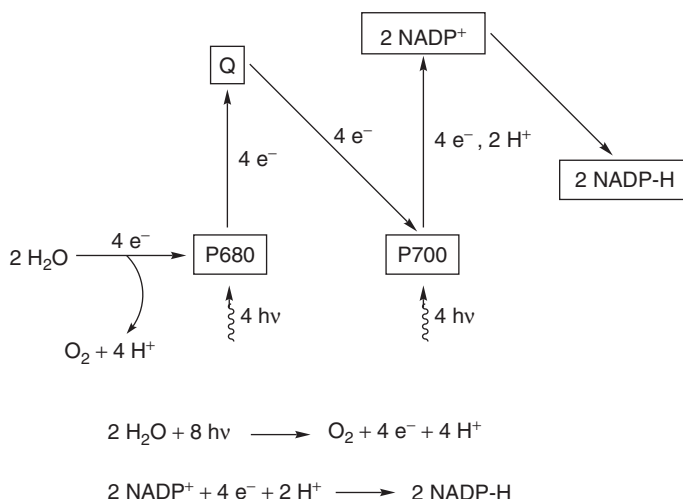 2 NADP⁺
Q
4 e⁻
4 e⁻
4 e⁻, 2 H⁺
2 NADP-H
2 H₂O
4 e⁻
P680
P700
4 hν
4 hν
O₂ + 4 H⁺
2 H₂O + 8 hν ⟶ O₂ + 4 e⁻ + 4 H⁺
2 NADP⁺ + 4 e⁻ + 2 H⁺ ⟶ 2 NADP-H